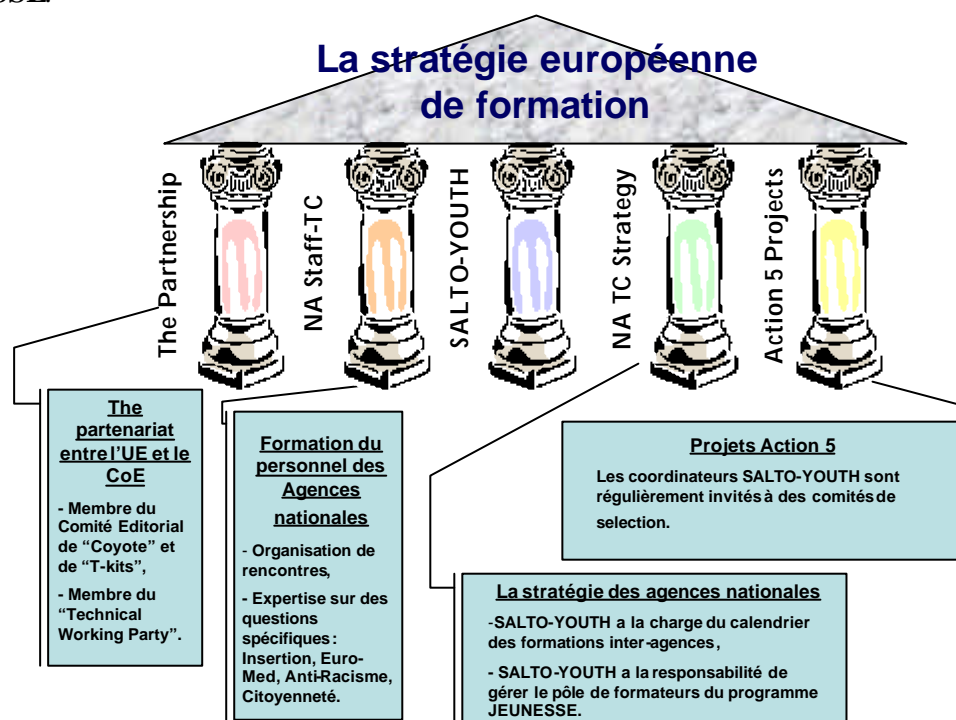 La stratégie européenne
de formation
The Partnership
NA Staff-TC
SALTO-YOUTH
NA TC Strategy
Action 5 Projects
The
partenariat
entre l’UE et le
CoE
- Membre du
Comité Editorial
de “Coyote” et
de “T-kits”,
- Membre du
“Technical
Working Party”.
Formation du
personnel des
Agences
nationales
- Organisation de
rencontres,
- Expertise sur des
questions
spécifiques:
Insertion, Euro-
Med, Anti-Racisme,
Citoyenneté.
Projets Action 5
Les coordinateurs SALTO-YOUTH sont
régulièrement invités à des comités de
selection.
La stratégie des agences nationales
-SALTO-YOUTH a la charge du calendrier
des formations inter-agences,
- SALTO-YOUTH a la responsabilité de
gérer le pôle de formateurs du programme
JEUNESSE.